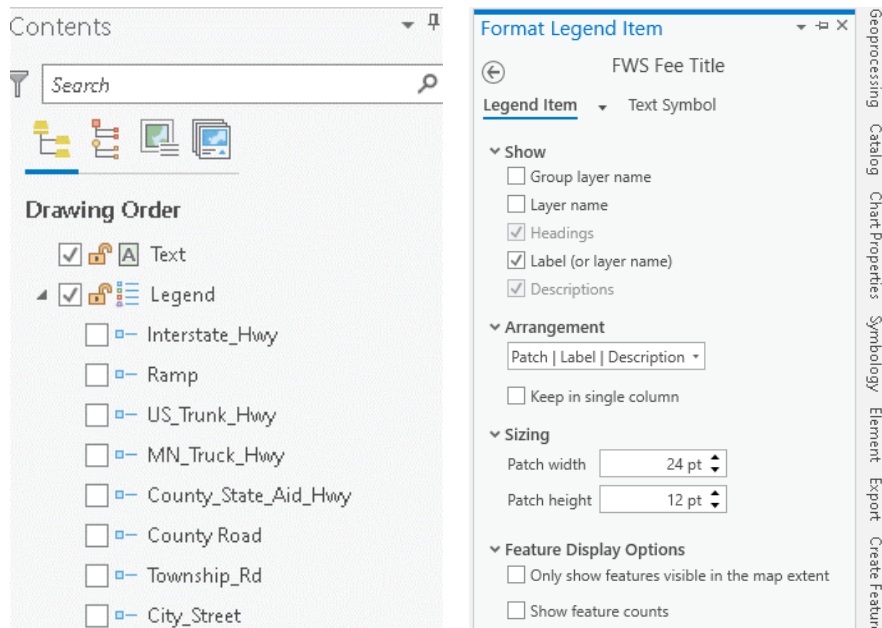 Contents
Search
Drawing Order
A Text
Legend
Interstate_Hwy
Ramp
US_Trunk_Hwy
MN_Truck_Hwy
County_State_Aid_Hwy
County Road
Township_Rd
City_Street
Format Legend Item
FWS Fee Title
Legend Item Text Symbol
Show
Group layer name
Layer name
Headings
Label (or layer name)
Descriptions
Arrangement
Patch | Label | Description
Keep in single column
Sizing
Patch width 24 pt
Patch height 12 pt
Feature Display Options
Only show features visible in the map extent
Show feature counts
Geoprocessing
Catalog
Chart Properties
Symbology
Element
Export
Create Featur